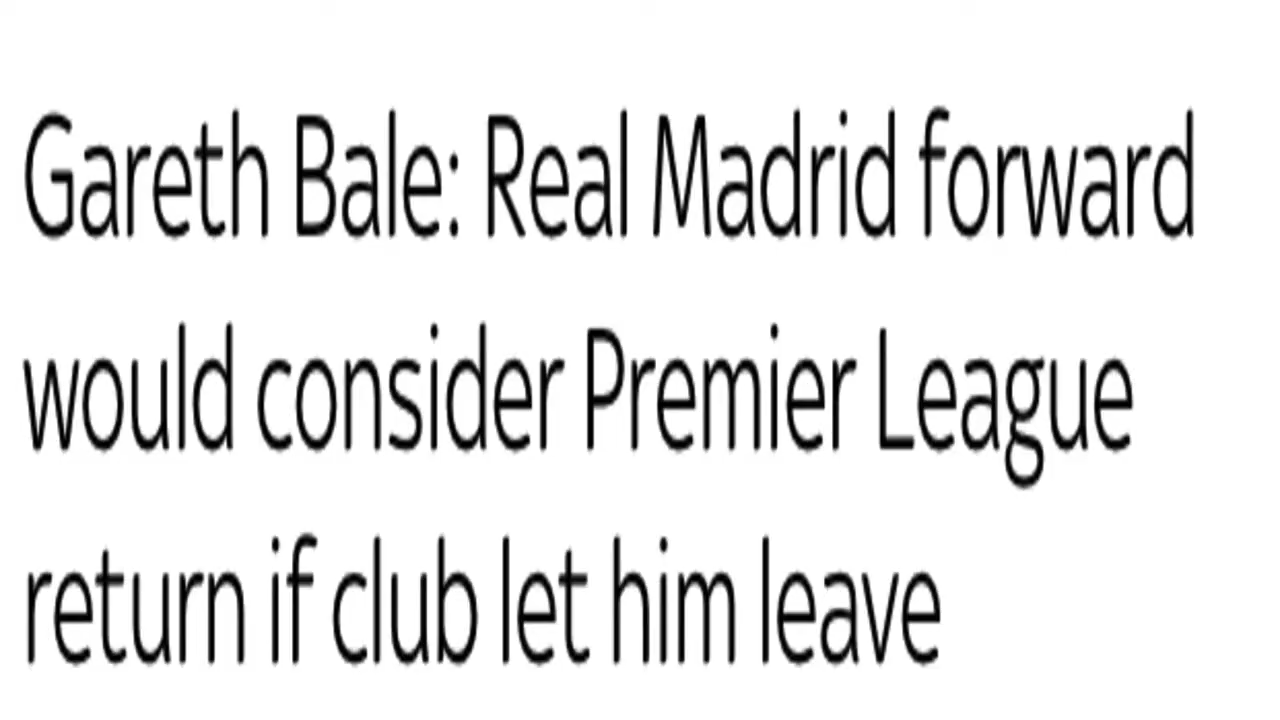 Gareth Bale: Real Madrid forward
would consider Premier League
return if club let him leave